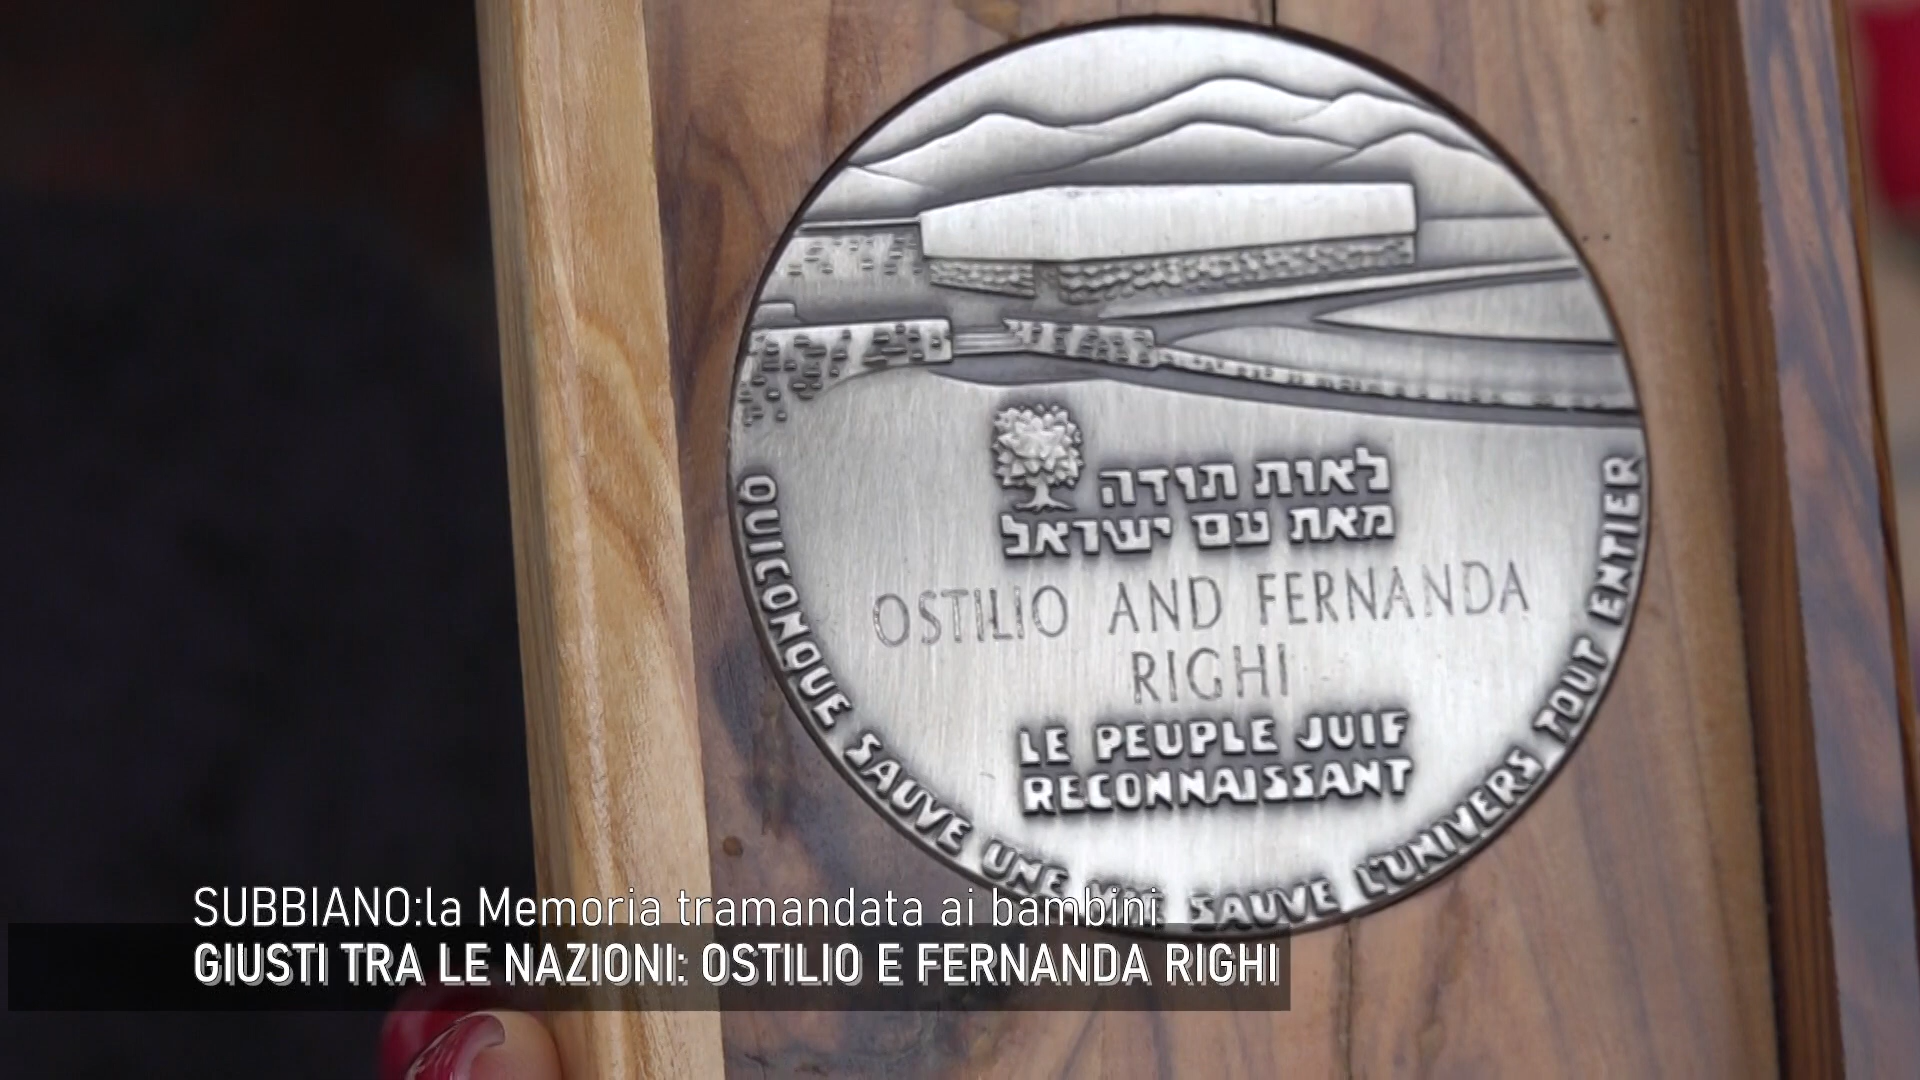 לאות תודה
מאת עם ישראל
OSTILIO AND FERNANDA
RIGHI
LE PEUPLE JUIF
RECONNAISSANT
QUICONQUE SAUVE UNE VIE SAUVE L'UNIVERS TOUT ENTIER
SUBBIANO:la Memoria tramandata ai bambini
GIUSTI TRA LE NAZIONI: OSTILIO E FERNANDA RIGHI